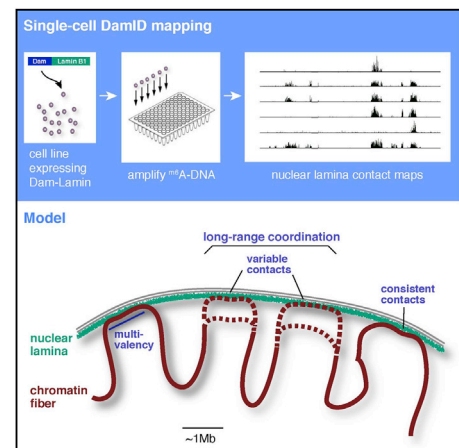 Single-cell DamID mapping
Dam Lamin B1
cell line
expressing
Dam-Lamin
amplify ᵐ⁶A-DNA
nuclear lamina contact maps
Model
long-range coordination
variable
contacts
consistent
contacts
nuclear
lamina
multi-
valency
chromatin
fiber
~1Mb